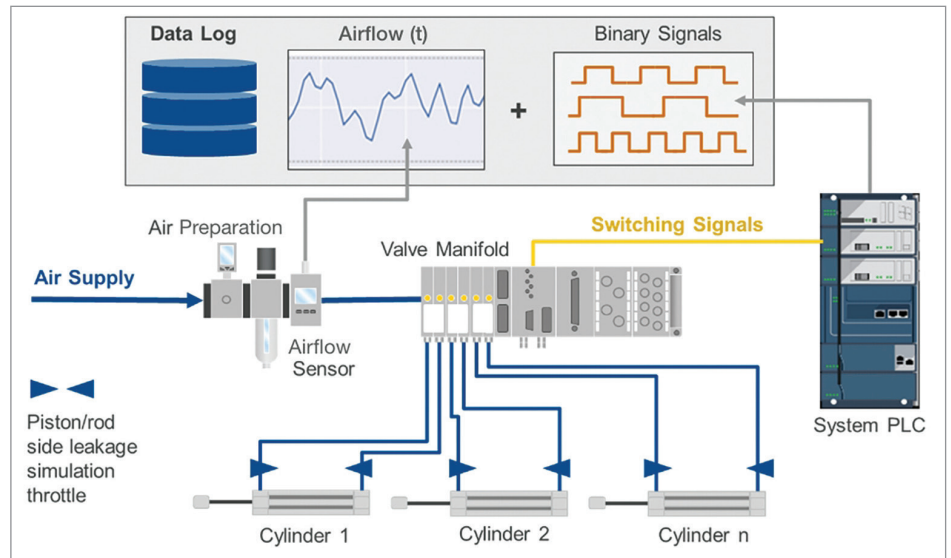 Data Log
Airflow (t)
Binary Signals
+
Air Preparation
Valve Manifold
Switching Signals
Air Supply
Airflow
Sensor
Piston/rod
side leakage
simulation
throttle
System PLC
Cylinder 1
Cylinder 2
Cylinder n